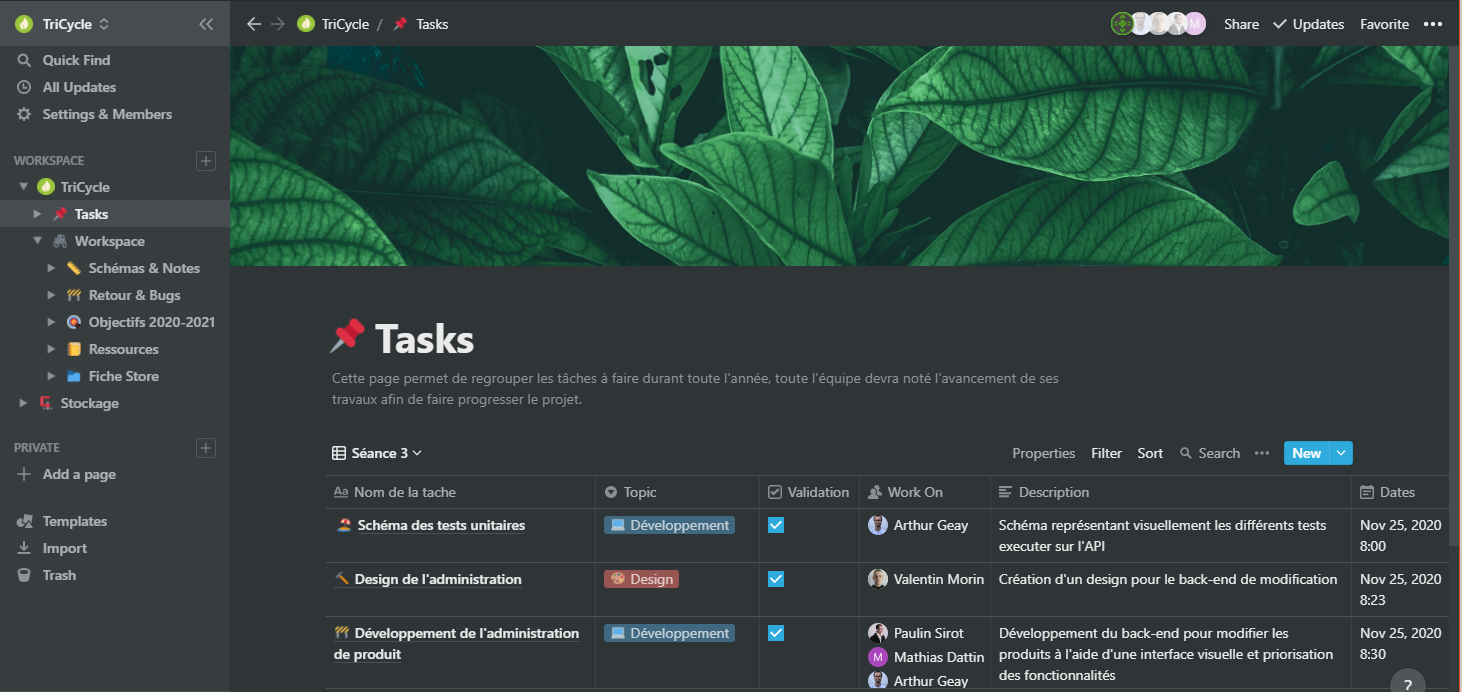 TriCycle
TriCycle / Tasks
M
Share
Updates
Favorite
Quick Find
All Updates
Settings & Members
WORKSPACE
TriCycle
Tasks
Workspace
Schémas & Notes
Retour & Bugs
Objectifs 2020-2021
Ressources
Fiche Store
Stockage
PRIVATE
Add a page
Templates
Import
Trash
Tasks
Cette page permet de regrouper les tâches à faire durant toute l'année, toute l'équipe devra noté l'avancement de ses
travaux afin de faire progresser le projet.
Séance 3
Properties
Filter
Sort
Search
New
Aa Nom de la tache
Topic
Validation
Work On
Description
Dates
Schéma des tests unitaires
Développement
Arthur Geay
Schéma représentant visuellement les différents tests
executer sur l'API
Nov 25, 2020
8:00
Design de l'administration
Design
Valentin Morin
Création d'un design pour le back-end de modification
Nov 25, 2020
8:23
Développement de l'administration
de produit
Développement
Paulin Sirot
M Mathias Dattin
Arthur Geay
Développement du back-end pour modifier les
produits à l'aide d'une interface visuelle et priorisation
des fonctionnalités
Nov 25, 2020
8:30
?